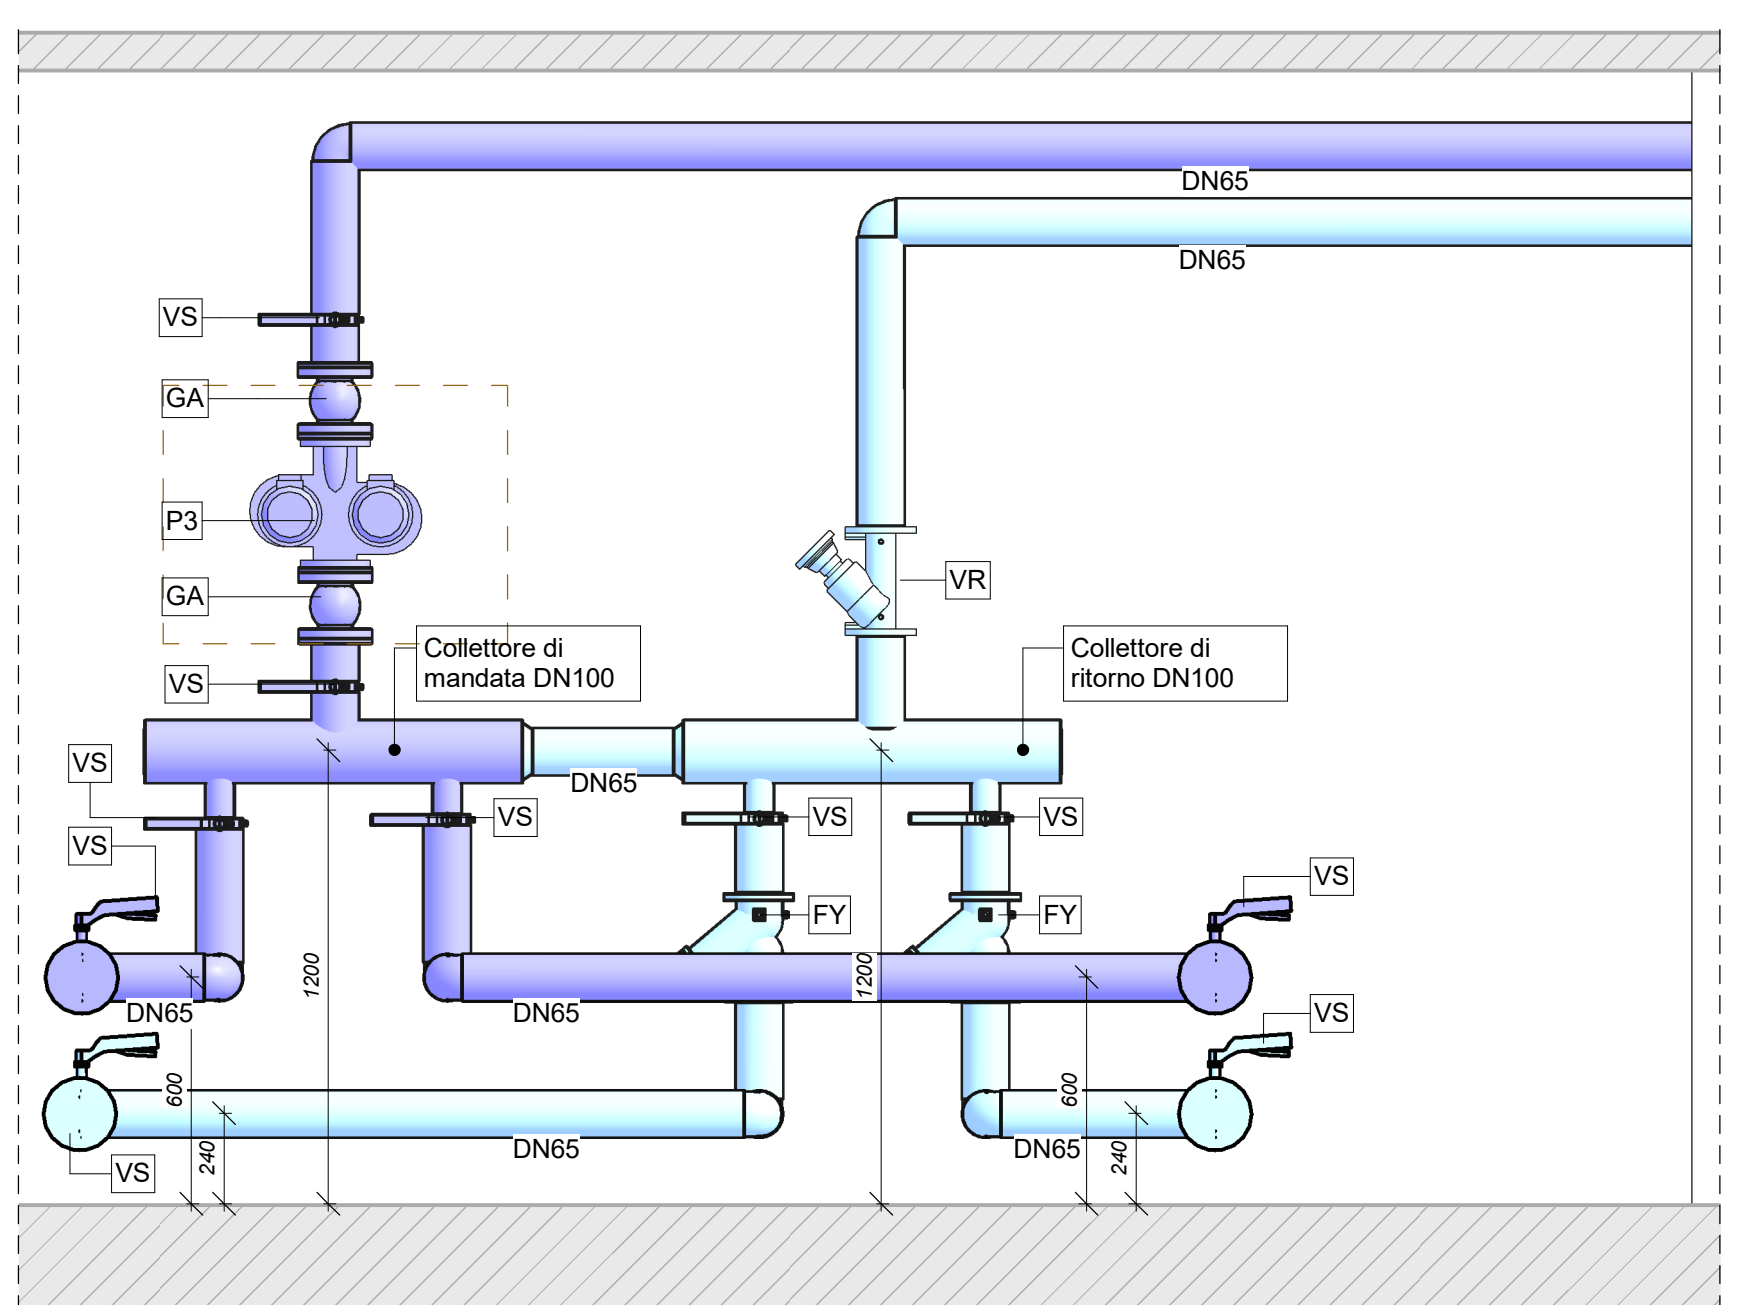 DN65
DN65
VS
GA
P3
GA
VR
Collettore di
mandata DN100
Collettore di
ritorno DN100
VS
VS
DN65
VS
VS
VS
VS
VS
FY
FY
1200
1200
DN65
DN65
VS
600
600
240
240
DN65
DN65
VS